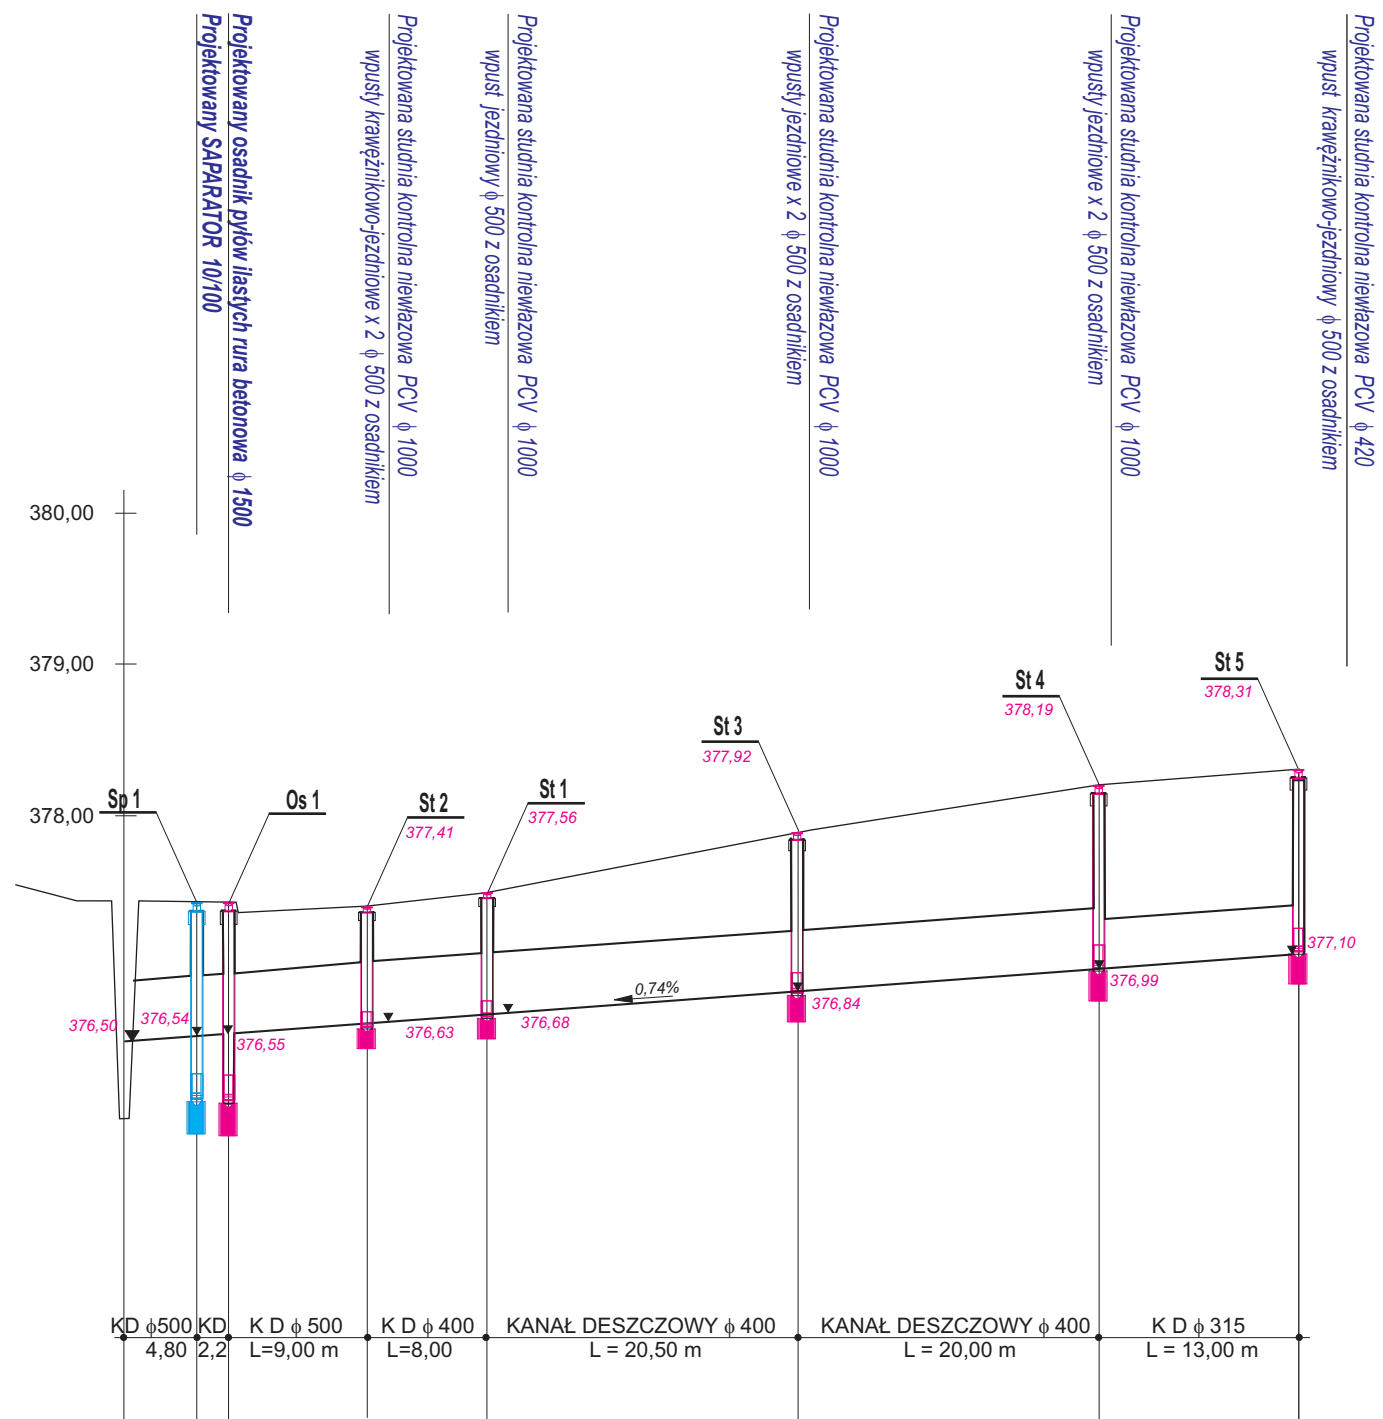 Projektowany SAPARATOR 10/100
Projektowany osadnik pyłów ilastych rura betonowa ϕ 1500
Projektowana studnia kontrolna niewłazowa PCV ϕ 1000
wpusty krawężnikowo-jezdniowe x 2 ϕ 500 z osadnikiem
Projektowana studnia kontrolna niewłazowa PCV ϕ 1000
wpust jezdniowy ϕ 500 z osadnikiem
Projektowana studnia kontrolna niewłazowa PCV ϕ 1000
wpusty jezdniowe x 2 ϕ 500 z osadnikiem
Projektowana studnia kontrolna niewłazowa PCV ϕ 1000
wpusty jezdniowe x 2 ϕ 500 z osadnikiem
Projektowana studnia kontrolna niewłazowa PCV ϕ 420
wpust krawężnikowo-jezdniowy ϕ 500 z osadnikiem
380,00
379,00
378,00
Sp 1
Os 1
St 2
377,41
St 1
377,56
St 3
377,92
St 4
378,19
St 5
378,31
376,50
376,54
376,55
376,63
376,68
0,74%
376,84
376,99
377,10
KD ϕ500
4,80
KD
2,2
K D ϕ 500
L=9,00 m
K D ϕ 400
L=8,00
KANAŁ DESZCZOWY ϕ 400
L = 20,50 m
KANAŁ DESZCZOWY ϕ 400
L = 20,00 m
K D ϕ 315
L = 13,00 m